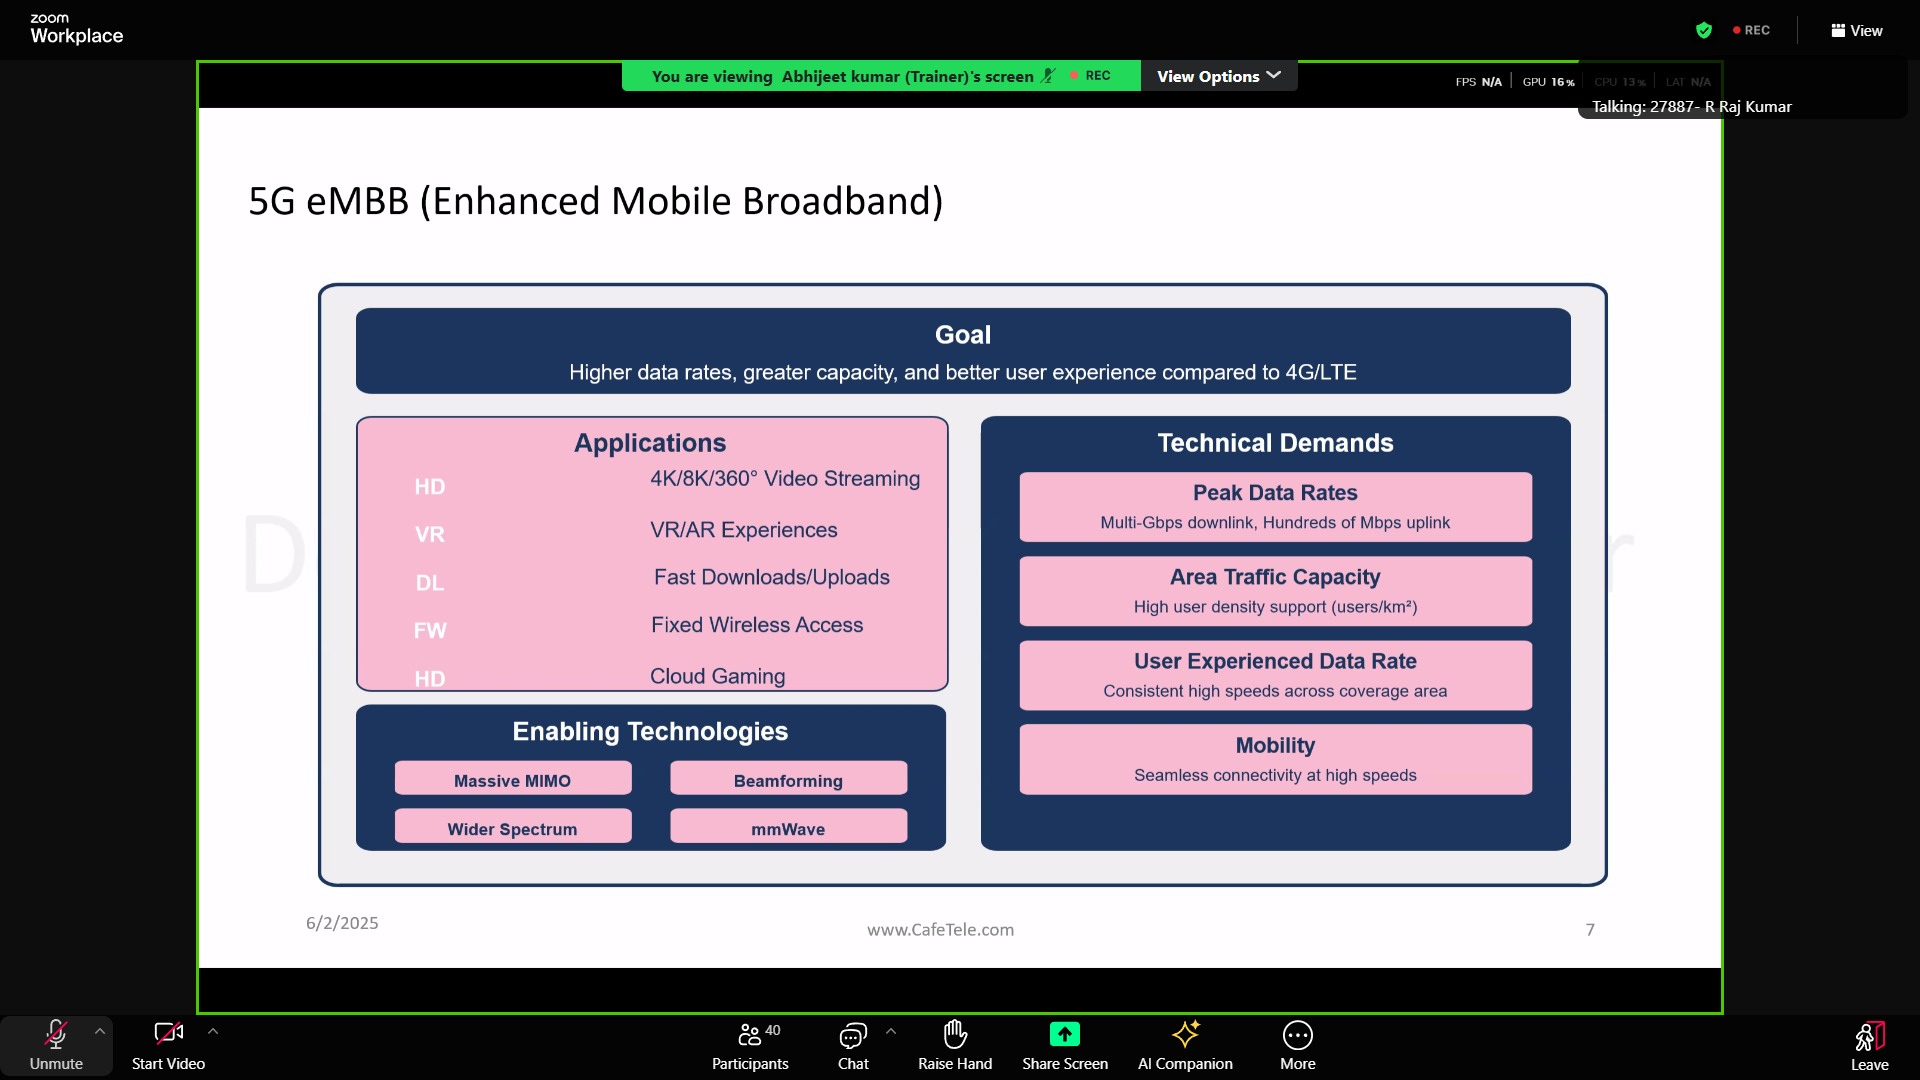 zoom
Workplace
REC
View
You are viewing Abhijeet kumar (Trainer)'s screen
REC
View Options
FPS N/A
GPU 16 %
CPU 13 %
LAT N/A
Talking: 27887- R Raj Kumar
5G eMBB (Enhanced Mobile Broadband)
Goal
Higher data rates, greater capacity, and better user experience compared to 4G/LTE
Applications
HD 4K/8K/360° Video Streaming
VR VR/AR Experiences
DL Fast Downloads/Uploads
FW Fixed Wireless Access
HD Cloud Gaming
Enabling Technologies
Massive MIMO
Beamforming
Wider Spectrum
mmWave
Technical Demands
Peak Data Rates
Multi-Gbps downlink, Hundreds of Mbps uplink
Area Traffic Capacity
High user density support (users/km²)
User Experienced Data Rate
Consistent high speeds across coverage area
Mobility
Seamless connectivity at high speeds
6/2/2025
www.CafeTele.com
7
Unmute
Start Video
40
Participants
Chat
Raise Hand
Share Screen
AI Companion
More
Leave